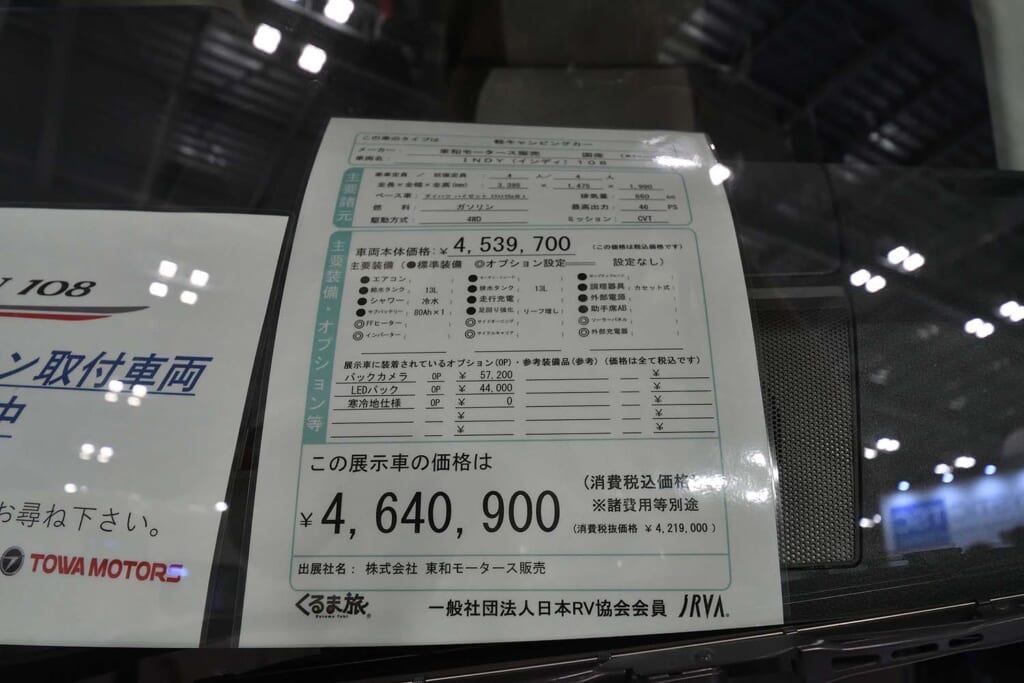 108
ン取付車両
中
お尋ね下さい。
TOWA MOTORS
この車のタイプは 軽キャンピングカー
メーカー: 東和モータース販売 国産
車両名: INDY (インディ) 108
主要諸元
乗車定員 / 就寝定員 4 人/ 4 人
全長×全幅×全高(mm) : 3,395 × 1,475 × 1,990
ベース車: 排気量: 660 cc
燃 料: ガソリン 最高出力: 46 PS
駆動方式: 4WD ミッション: CVT
主要装備・オプション等
車両本体価格:¥ 4,539,700 (この価格は税込価格です)
主要装備 (●標準装備 ◎オプション設定 設定なし)
●エアコン
●給水タンク 13L ●排水タンク 13L ●調理器具 カセット式
●シャワー 冷水 ●走行充電 ●外部電源
●サブバッテリー 80Ah×1 ●足回り強化 リーフ増し ●助手席AB
◎FFヒーター ◎サイドオーニング ◎ソーラーパネル
◎インバーター ◎サイクルキャリア ◎外部充電器
展示車に装着されているオプション(OP)・参考装備品(参考) (価格は全て税込です)
バックカメラ OP ¥ 57,200 ¥
LEDパック OP ¥ 44,000 ¥
寒冷地仕様 OP ¥ 0 ¥
¥ ¥
¥ ¥
この展示車の価格は
¥ 4,640,900
(消費税込価格)
※諸費用等別途
(消費税抜価格 ¥ 4,219,000 )
出展社名: 株式会社 東和モータース販売
くるま旅® 一般社団法人日本RV協会会員 JRVA®